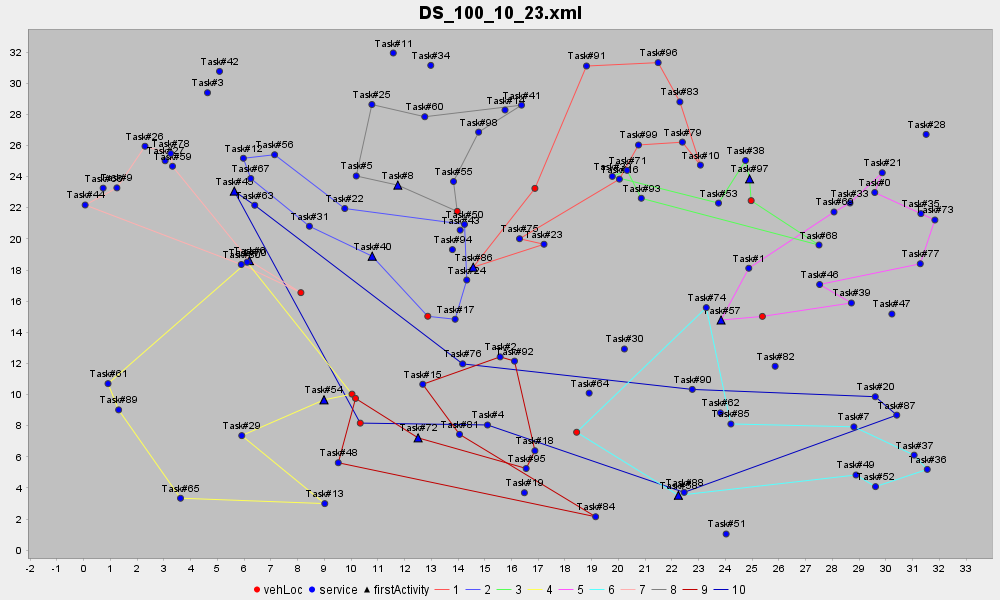 DS_100_10_23.xml
Task#11
Task#34
Task#91
Task#96
Task#42
Task#3
Task#25
Task#60
Task#41
Task#83
Task#98
Task#28
Task#26
Task#78
Task#59
Task#12
Task#56
Task#99
Task#79
Task#10
Task#38
Task#71
Task#67
Task#5
Task#8
Task#55
Task#97
Task#21
Task#9
Task#44
Task#63
Task#22
Task#93
Task#53
Task#33
Task#0
Task#35
Task#73
Task#31
Task#50
Task#43
Task#94
Task#75
Task#23
Task#68
Task#40
Task#86
Task#24
Task#1
Task#46
Task#77
Task#39
Task#47
Task#17
Task#74
Task#57
Task#30
Task#2
Task#92
Task#76
Task#82
Task#61
Task#15
Task#64
Task#90
Task#20
Task#89
Task#54
Task#62
Task#85
Task#87
Task#7
Task#29
Task#72
Task#81
Task#4
Task#18
Task#95
Task#48
Task#37
Task#36
Task#49
Task#52
Task#65
Task#13
Task#19
Task#88
Task#84
Task#51
32
30
28
26
24
22
20
18
16
14
12
10
8
6
4
2
0
-2 -1 0 1 2 3 4 5 6 7 8 9 10 11 12 13 14 15 16 17 18 19 20 21 22 23 24 25 26 27 28 29 30 31 32 33
vehLoc service firstActivity 1 2 3 4 5 6 7 8 9 10